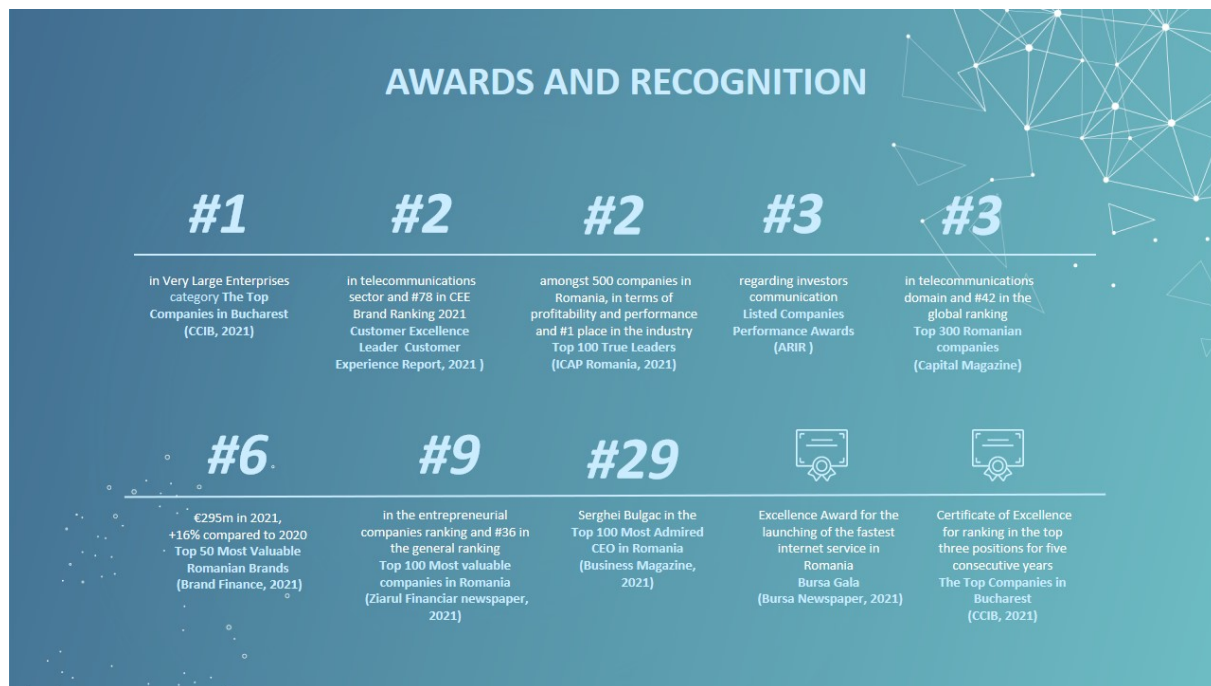 AWARDS AND RECOGNITION
#1
in Very Large Enterprises
category The Top
Companies in Bucharest
(CCIB, 2021)
#2
in telecommunications
sector and #78 in CEE
Brand Ranking 2021
Customer Excellence
Leader Customer
Experience Report, 2021 )
#2
amongst 500 companies in
Romania, in terms of
profitability and performance
and #1 place in the industry
Top 100 True Leaders
(ICAP Romania, 2021)
#3
regarding investors
communication
Listed Companies
Performance Awards
(ARIR )
#3
in telecommunications
domain and #42 in the
global ranking
Top 300 Romanian
companies
(Capital Magazine)
#6
€295m in 2021,
+16% compared to 2020
Top 50 Most Valuable
Romanian Brands
(Brand Finance, 2021)
#9
in the entrepreneurial
companies ranking and #36 in
the general ranking
Top 100 Most valuable
companies in Romania
(Ziarul Financiar newspaper,
2021)
#29
Serghei Bulgac in the
Top 100 Most Admired
CEO in Romania
(Business Magazine,
2021)
Excellence Award for the
launching of the fastest
internet service in
Romania
Bursa Gala
(Bursa Newspaper, 2021)
Certificate of Excellence
for ranking in the top
three positions for five
consecutive years
The Top Companies in
Bucharest
(CCIB, 2021)